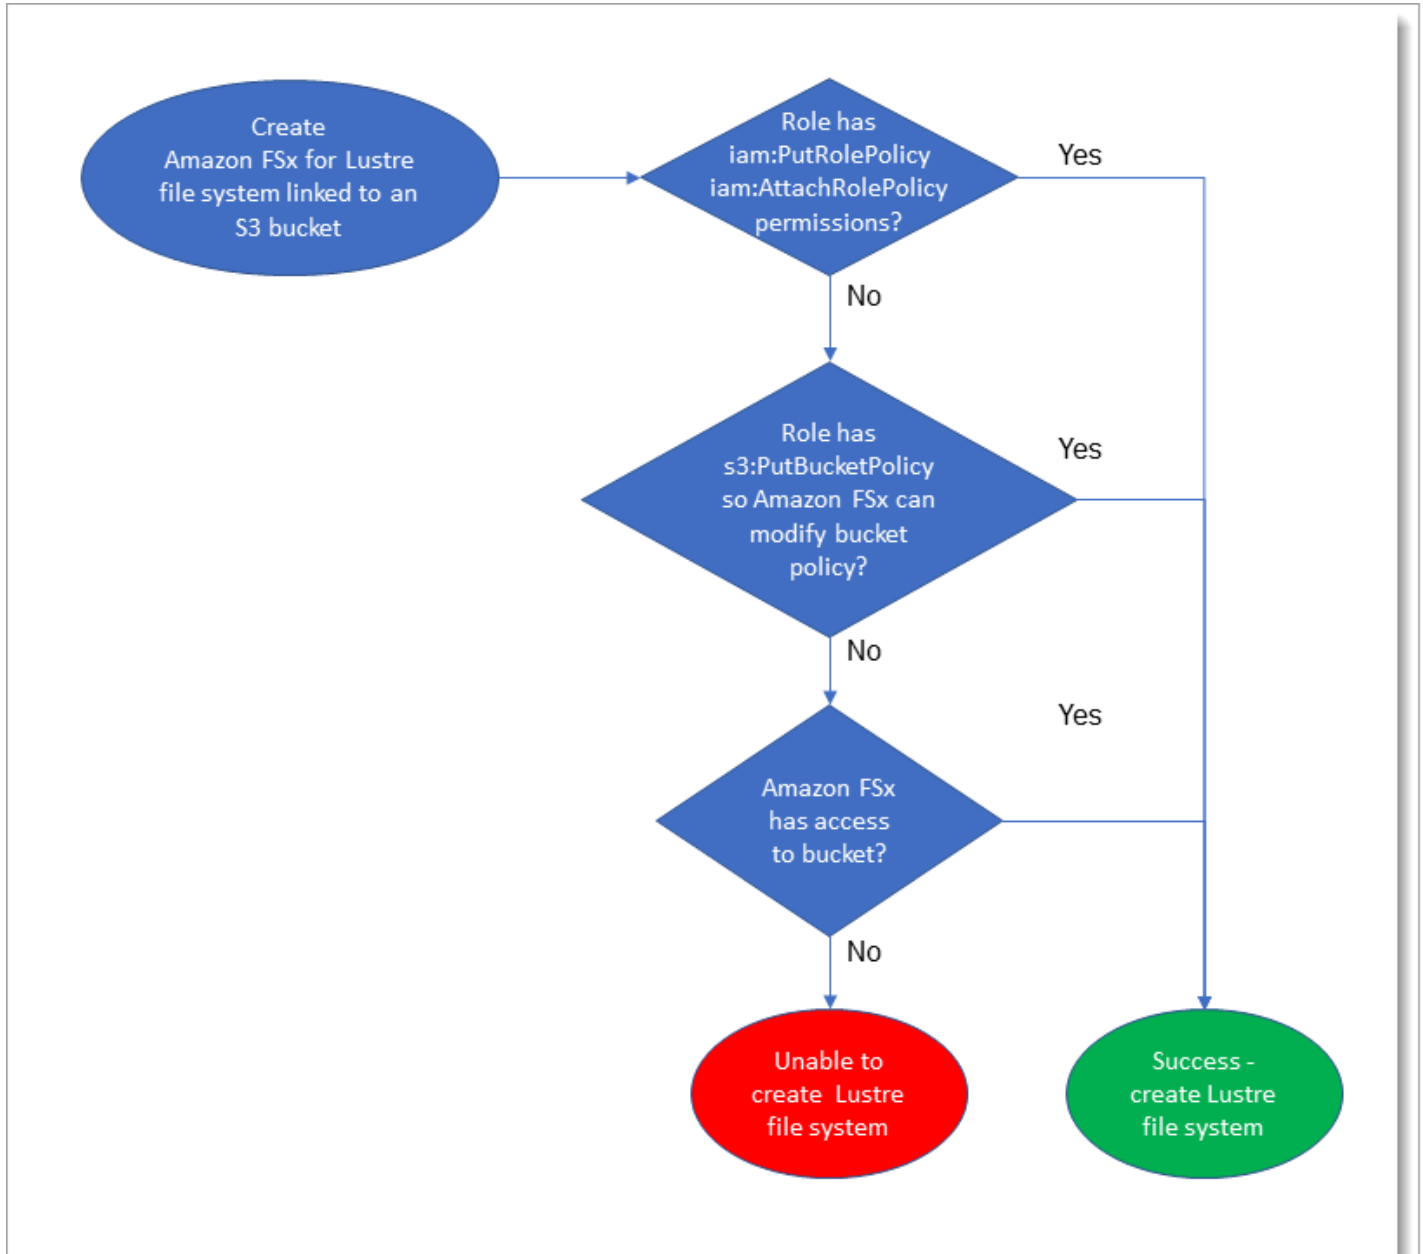 Create
Amazon FSx for Lustre
file system linked to an
S3 bucket
Role has
iam:PutRolePolicy
iam:AttachRolePolicy
permissions?
Yes
No
Role has
s3:PutBucketPolicy
so Amazon FSx can
modify bucket
policy?
Yes
No
Yes
Amazon FSx
has access
to bucket?
No
Unable to
create Lustre
file system
Success -
create Lustre
file system